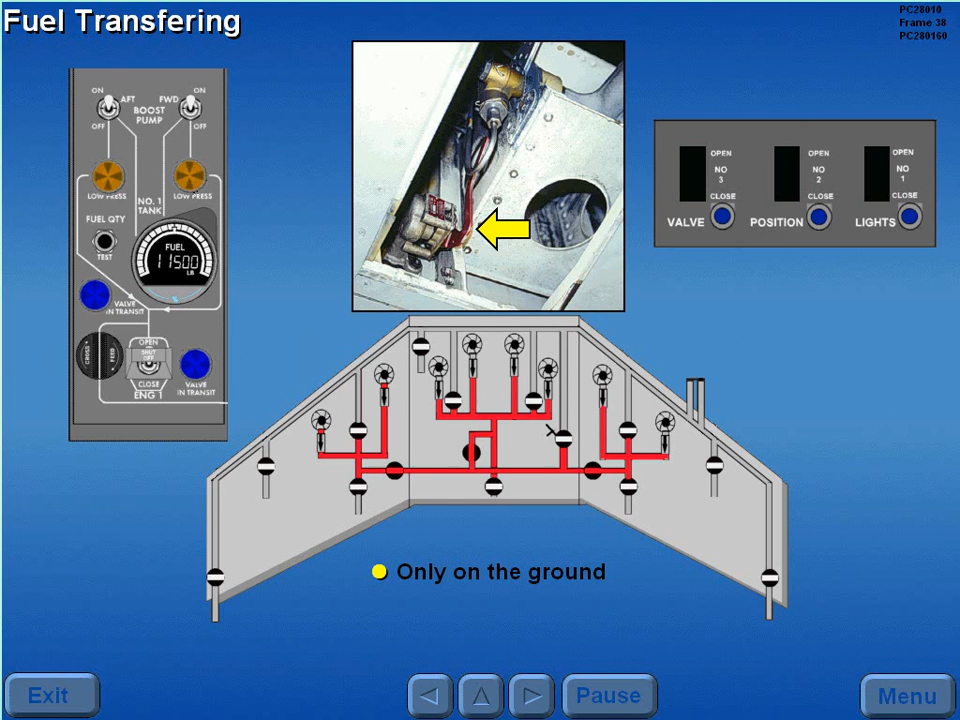 Fuel Transfering
PC28010
Frame 38
PC280160
ON
AFT
FWD
ON
BOOST
PUMP
OFF
OFF
LOW PRESS
LOW PRESS
NO. 1
TANK
FUEL QTY
TEST
FUEL
11500
LB
VALVE
IN TRANSIT
CROSS
FEED
OPEN
SHUT
OFF
CLOSE
ENG 1
VALVE
IN TRANSIT
OPEN
NO
3
CLOSE
VALVE
OPEN
NO
2
CLOSE
POSITION
OPEN
NO
1
CLOSE
LIGHTS
Only on the ground
Exit
Pause
Menu